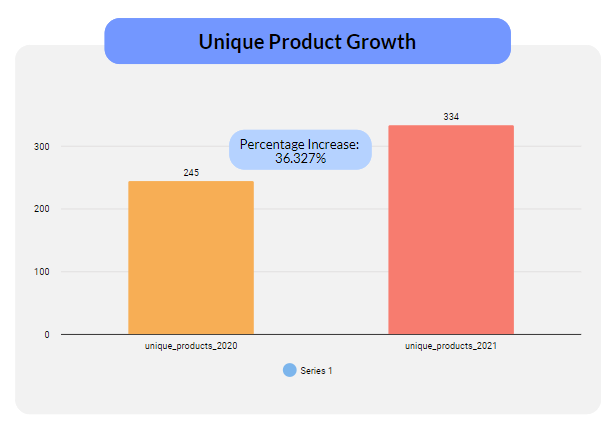 Unique Product Growth
334
Percentage Increase:
36.327%
300
245
200
100
0
unique_products_2020
unique_products_2021
Series 1